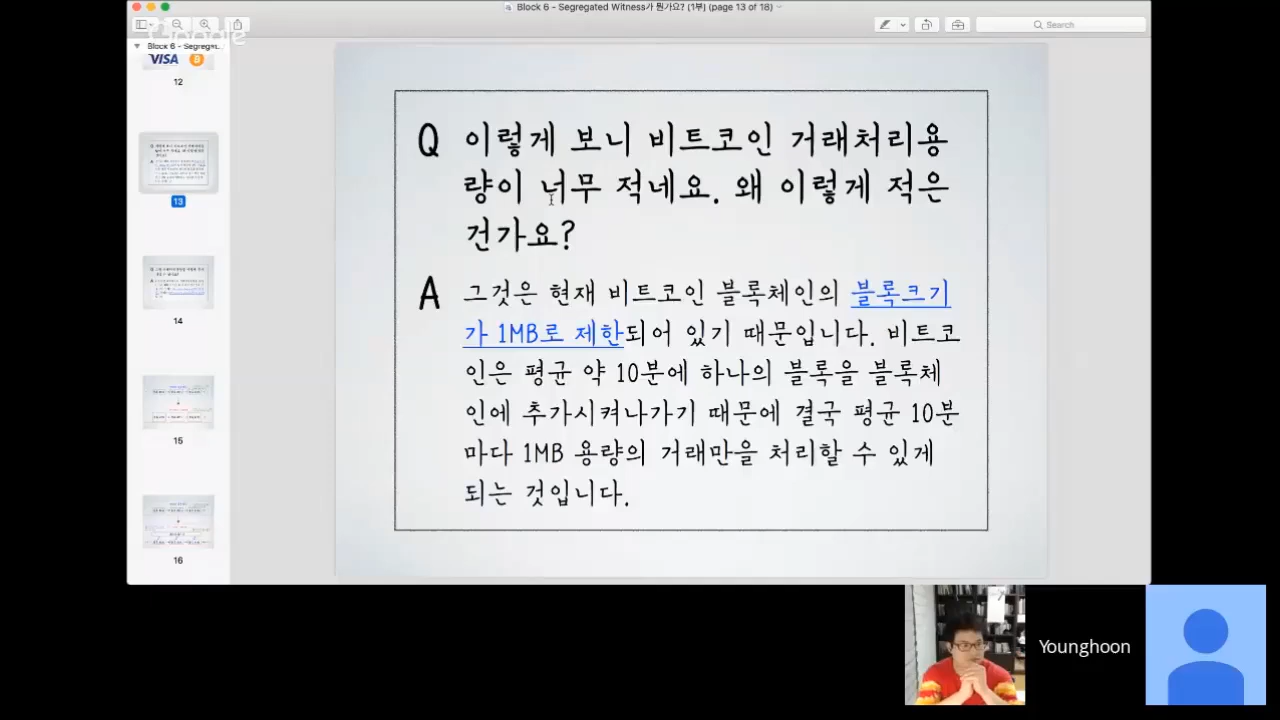 Block 6 - Segregated Witness가 뭔가요? (1부) (page 13 of 18)
Search
Block 6 - Segregm...
VISA
12
13
14
15
16
Q 이렇게 보니 비트코인 거래처리용
량이 너무 적네요. 왜 이렇게 적은
건가요?
A 그것은 현재 비트코인 블록체인의 블록크기
가 1MB로 제한되어 있기 때문입니다. 비트코
인은 평균 약 10분에 하나의 블록을 블록체
인에 추가시켜나가기 때문에 결국 평균 10분
마다 1MB 용량의 거래만을 처리할 수 있게
되는 것입니다.
Younghoon